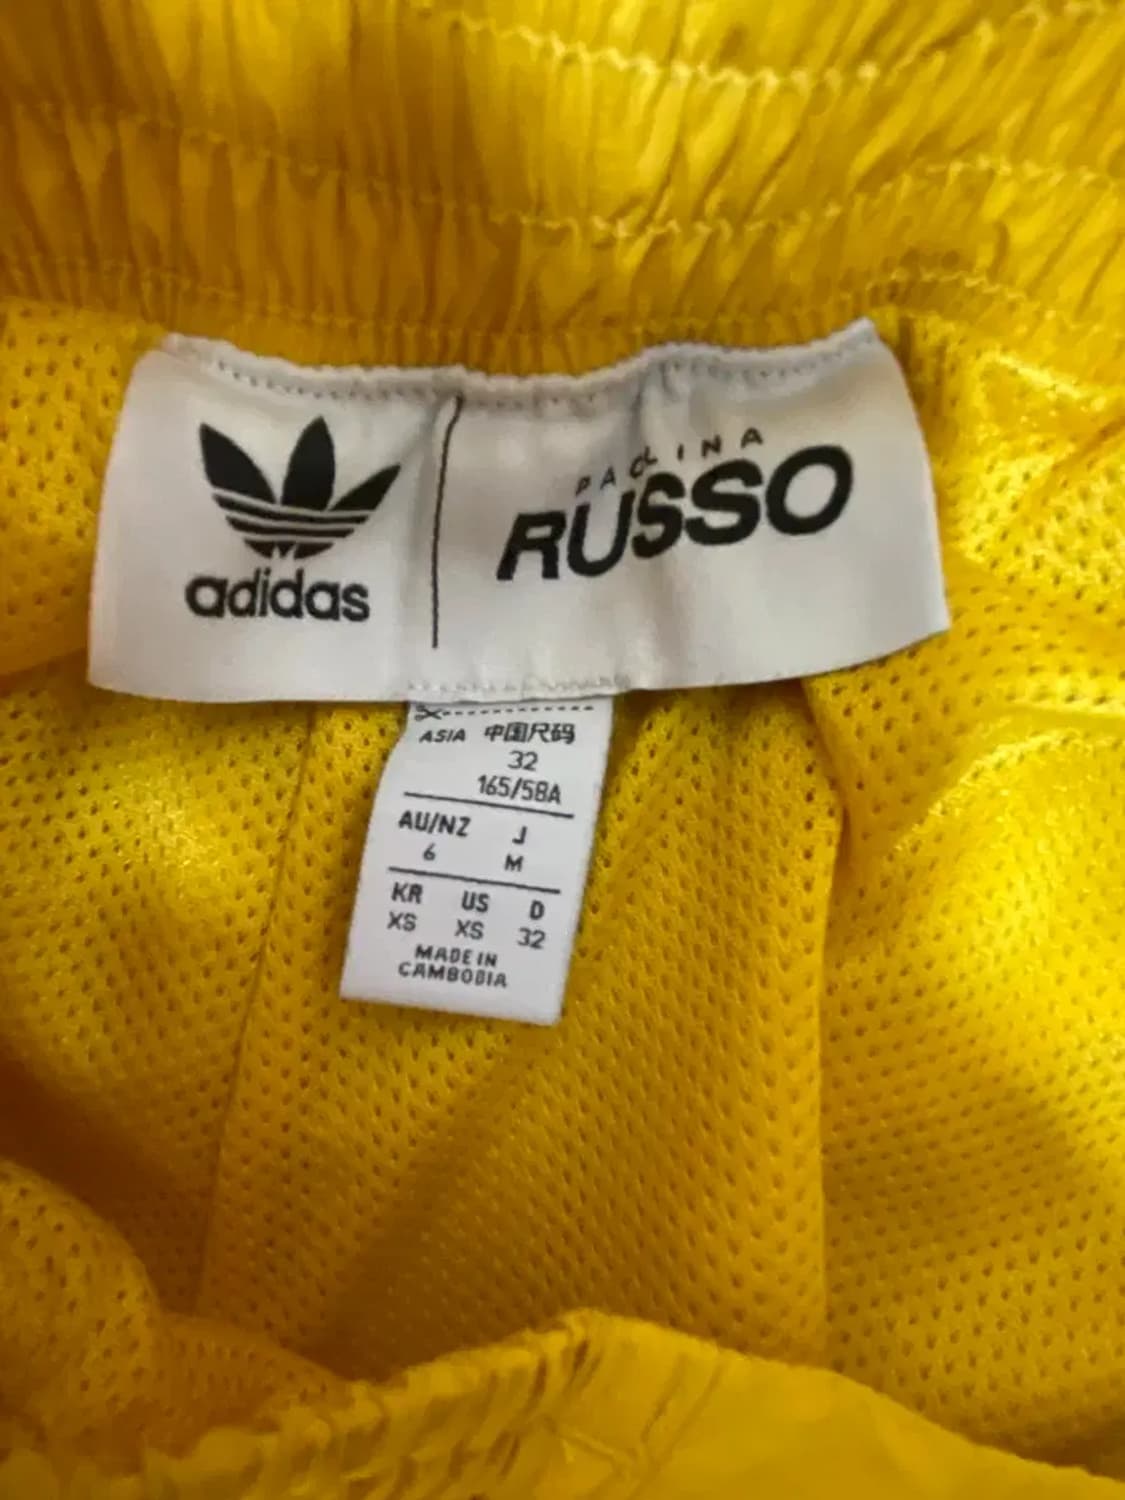 adidas
PAOLINA
RUSSO
ASIA 中国尺码
32
165/58A
AU/NZ J
6 M
KR US D
XS XS 32
MADE IN
CAMBODIA